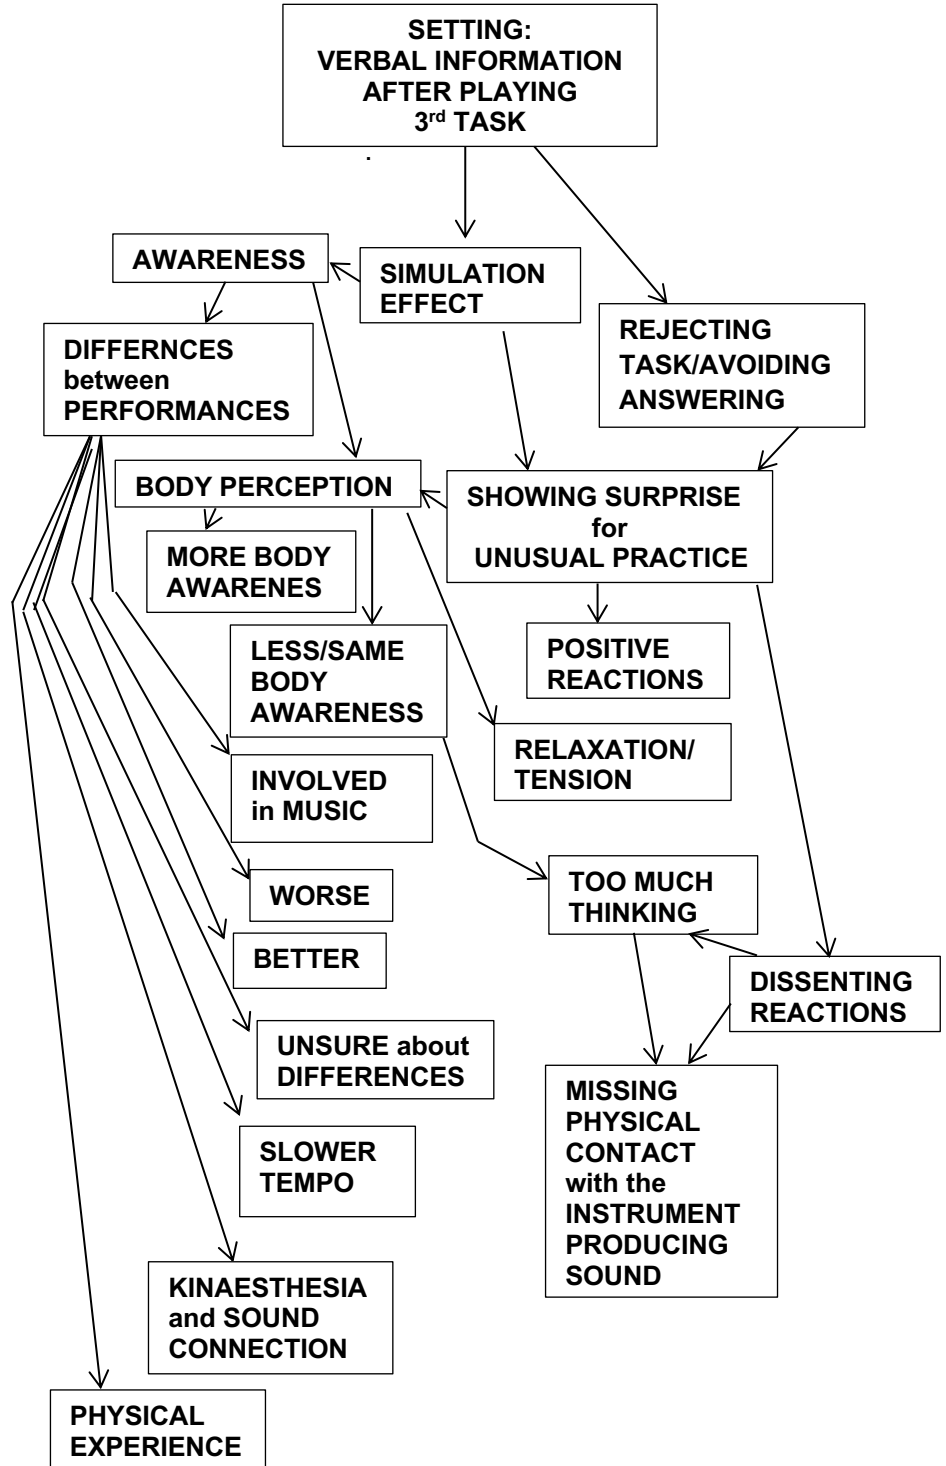 SETTING:
VERBAL INFORMATION
AFTER PLAYING
3rd TASK
.
AWARENESS
SIMULATION
EFFECT
REJECTING
TASK/AVOIDING
ANSWERING
DIFFERNCES
between
PERFORMANCES
BODY PERCEPTION
SHOWING SURPRISE
for
UNUSUAL PRACTICE
MORE BODY
AWARENES
LESS/SAME
BODY
AWARENESS
POSITIVE
REACTIONS
RELAXATION/
TENSION
INVOLVED
in MUSIC
WORSE
TOO MUCH
THINKING
BETTER
DISSENTING
REACTIONS
UNSURE about
DIFFERENCES
MISSING
PHYSICAL
CONTACT
with the
INSTRUMENT
PRODUCING
SOUND
SLOWER
TEMPO
KINAESTHESIA
and SOUND
CONNECTION
PHYSICAL
EXPERIENCE